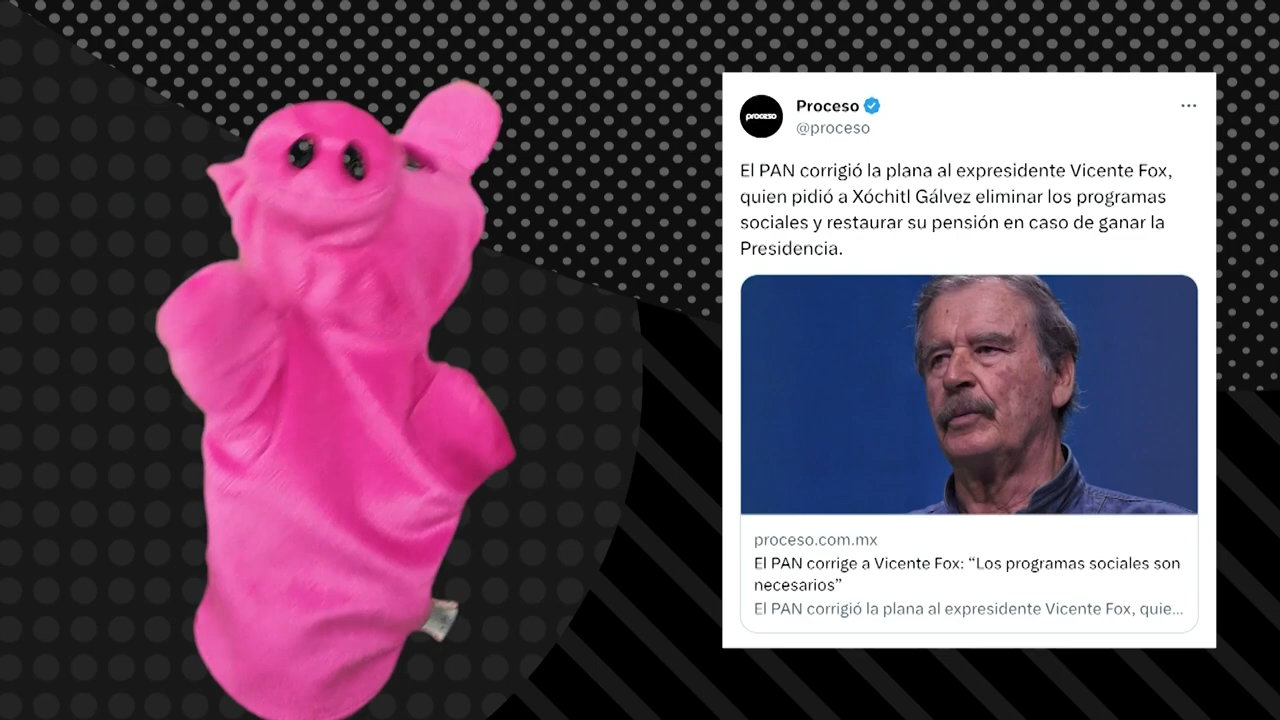 Proceso
@proceso
proceso
El PAN corrigió la plana al expresidente Vicente Fox,
quien pidió a Xóchitl Gálvez eliminar los programas
sociales y restaurar su pensión en caso de ganar la
Presidencia.
proceso.com.mx
El PAN corrige a Vicente Fox: “Los programas sociales son
necesarios”
El PAN corrigió la plana al expresidente Vicente Fox, quie...